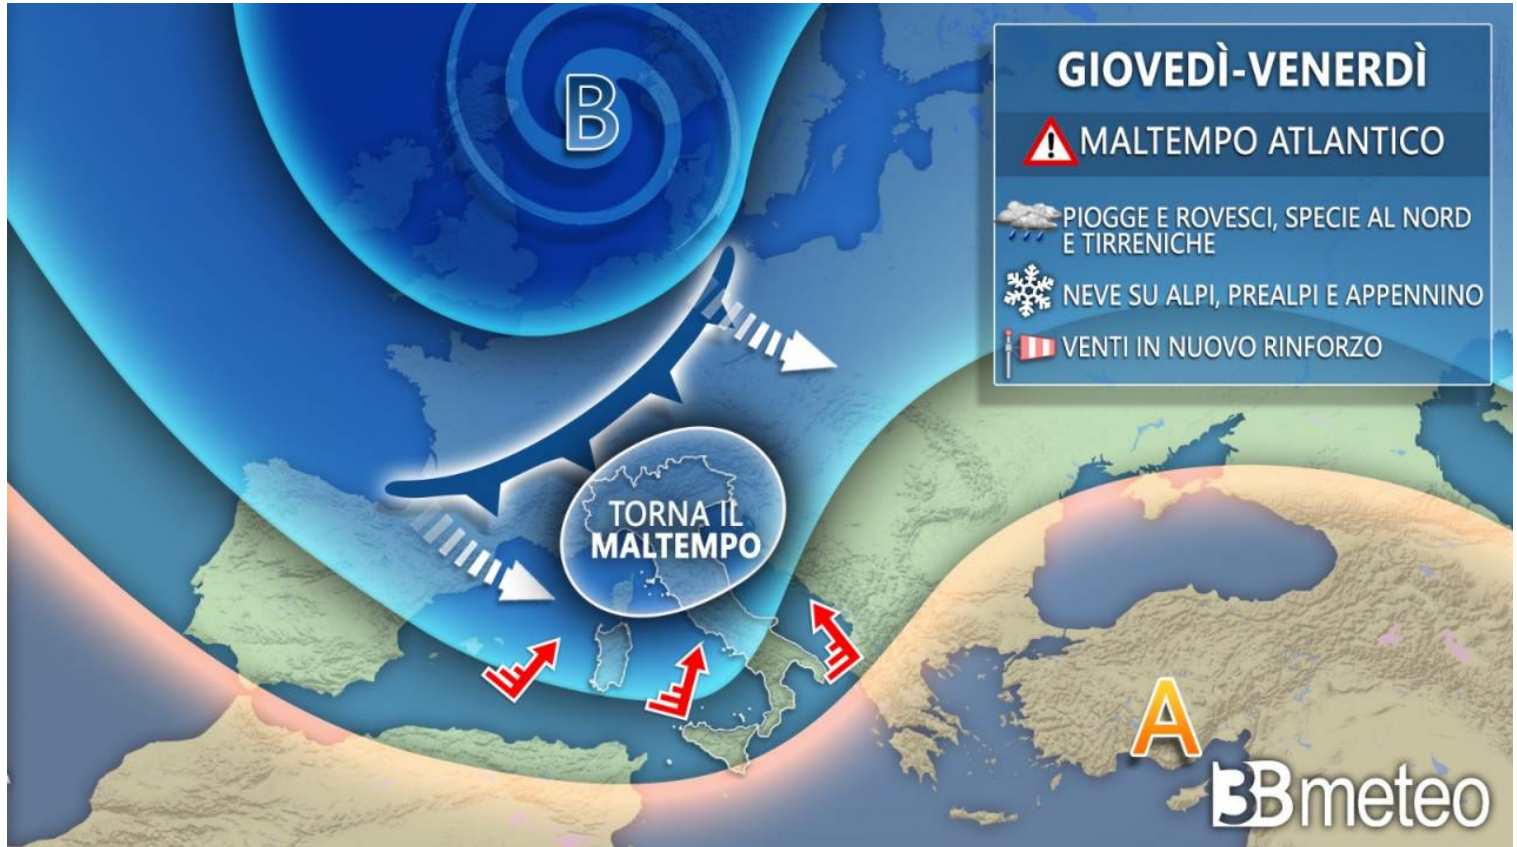 B
GIOVEDÌ-VENERDÌ
MALTEMPO ATLANTICO
PIOGGE E ROVESCI, SPECIE AL NORD
E TIRRENICHE
NEVE SU ALPI, PREALPI E APPENNINO
VENTI IN NUOVO RINFORZO
TORNA IL
MALTEMPO
A
3Bmeteo